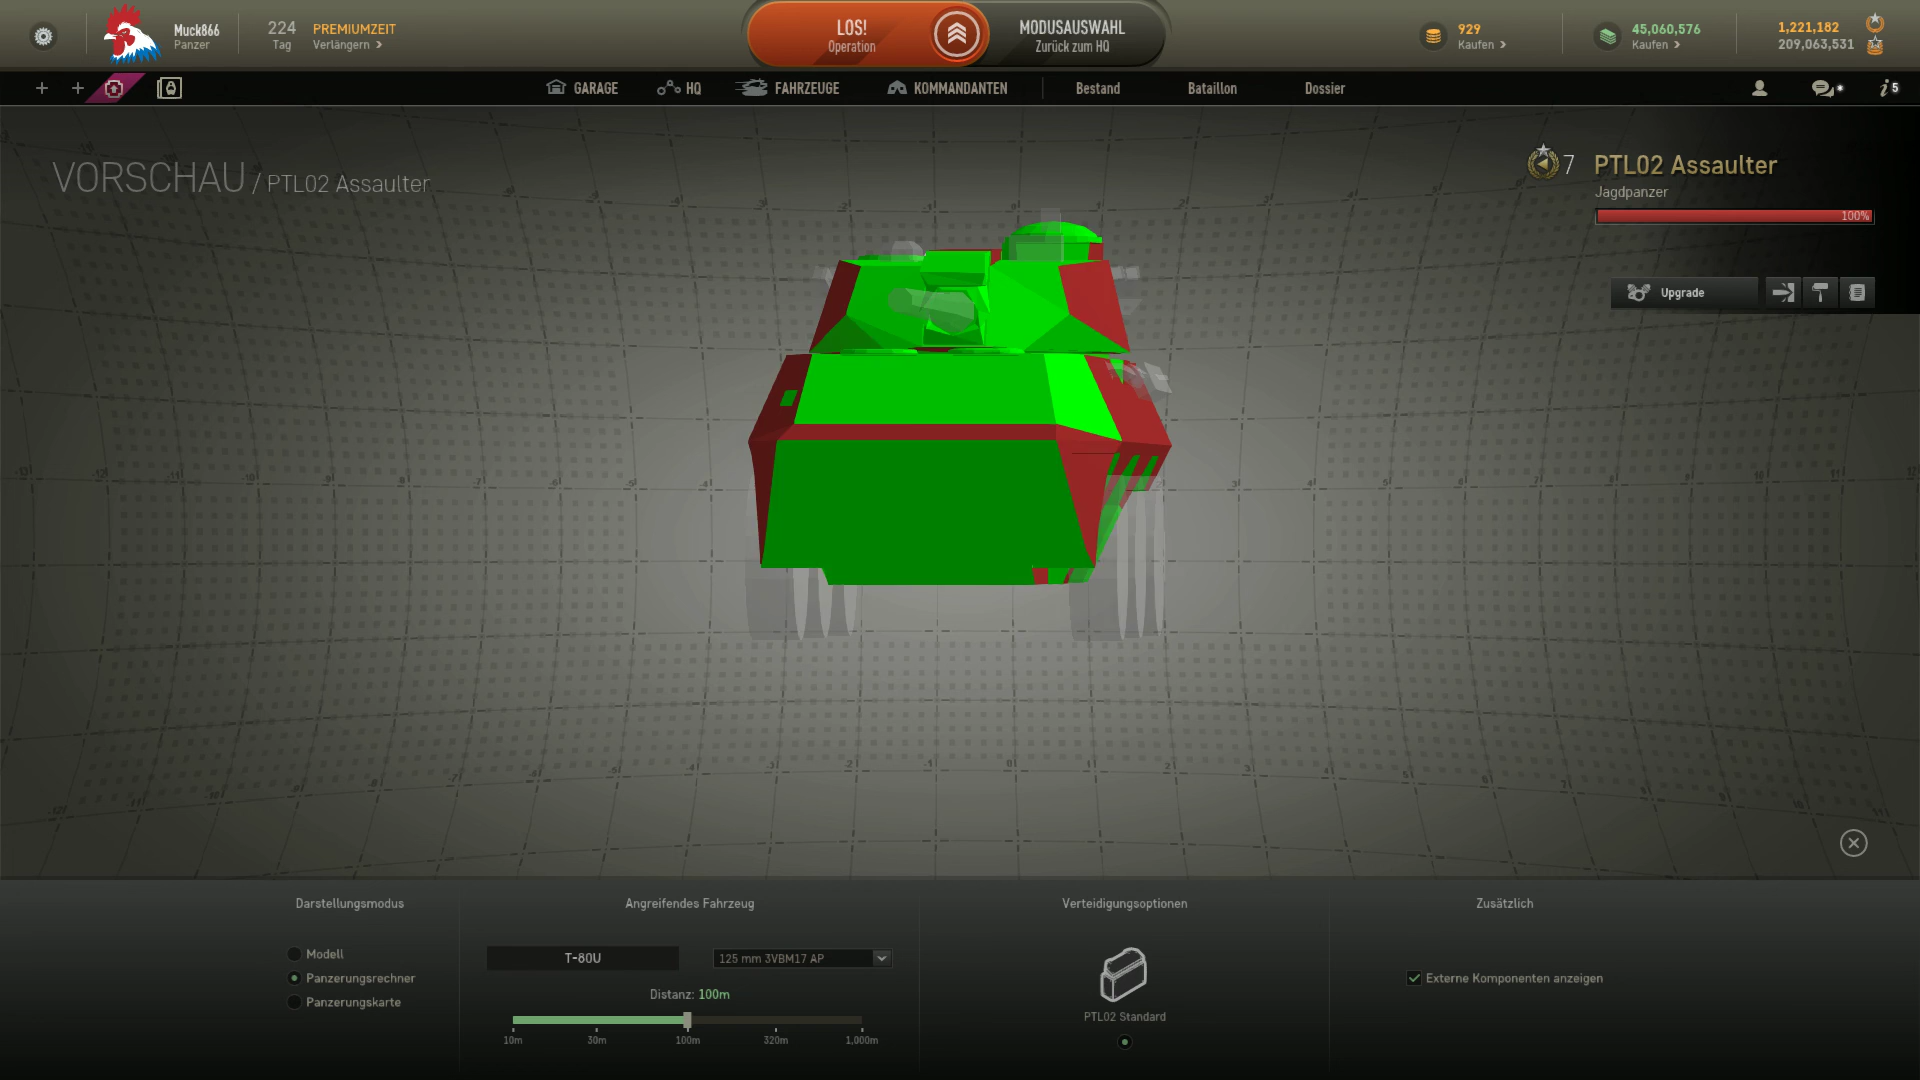 Muck866
Panzer
224
Tag
PREMIUMZEIT
Verlängern
LOS!
Operation
MODUSAUSWAHL
Zurück zum HQ
929
Kaufen
45,060,576
Kaufen
1,221,182
209,063,531
GARAGE
HQ
FAHRZEUGE
KOMMANDANTEN
Bestand
Bataillon
Dossier
5
VORSCHAU / PTL02 Assaulter
7 PTL02 Assaulter
Jagdpanzer
100%
Upgrade
Darstellungsmodus
Modell
Panzerungsrechner
Panzerungskarte
Angreifendes Fahrzeug
T-80U
125 mm 3VBM17 AP
Distanz: 100m
10m 30m 100m 320m 1,000m
Verteidigungsoptionen
PTL02 Standard
Zusätzlich
Externe Komponenten anzeigen